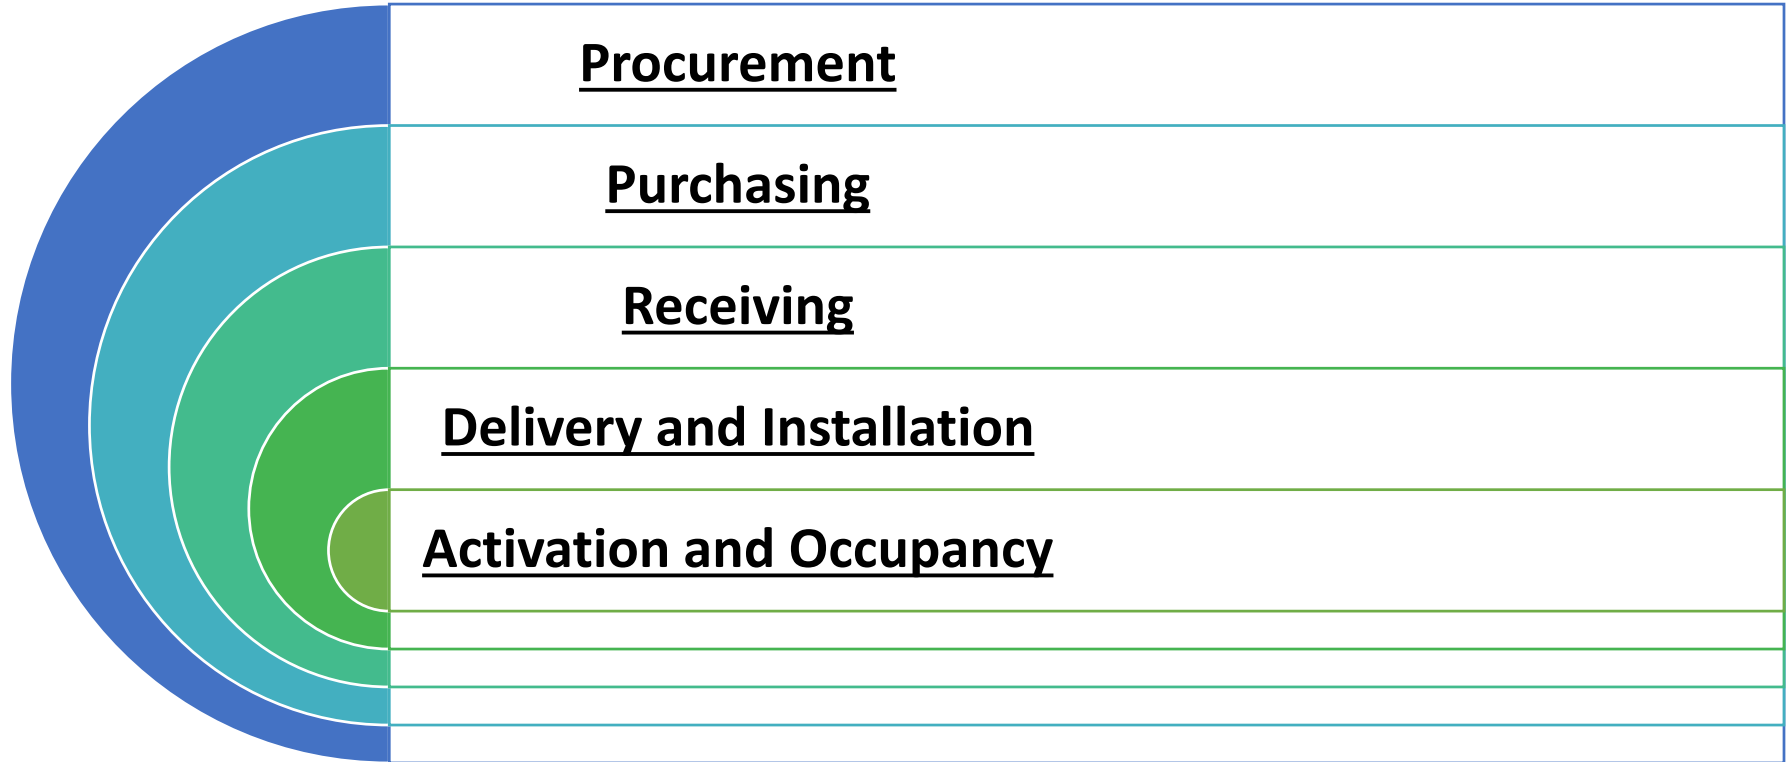 Procurement
Purchasing
Receiving
Delivery and Installation
Activation and Occupancy